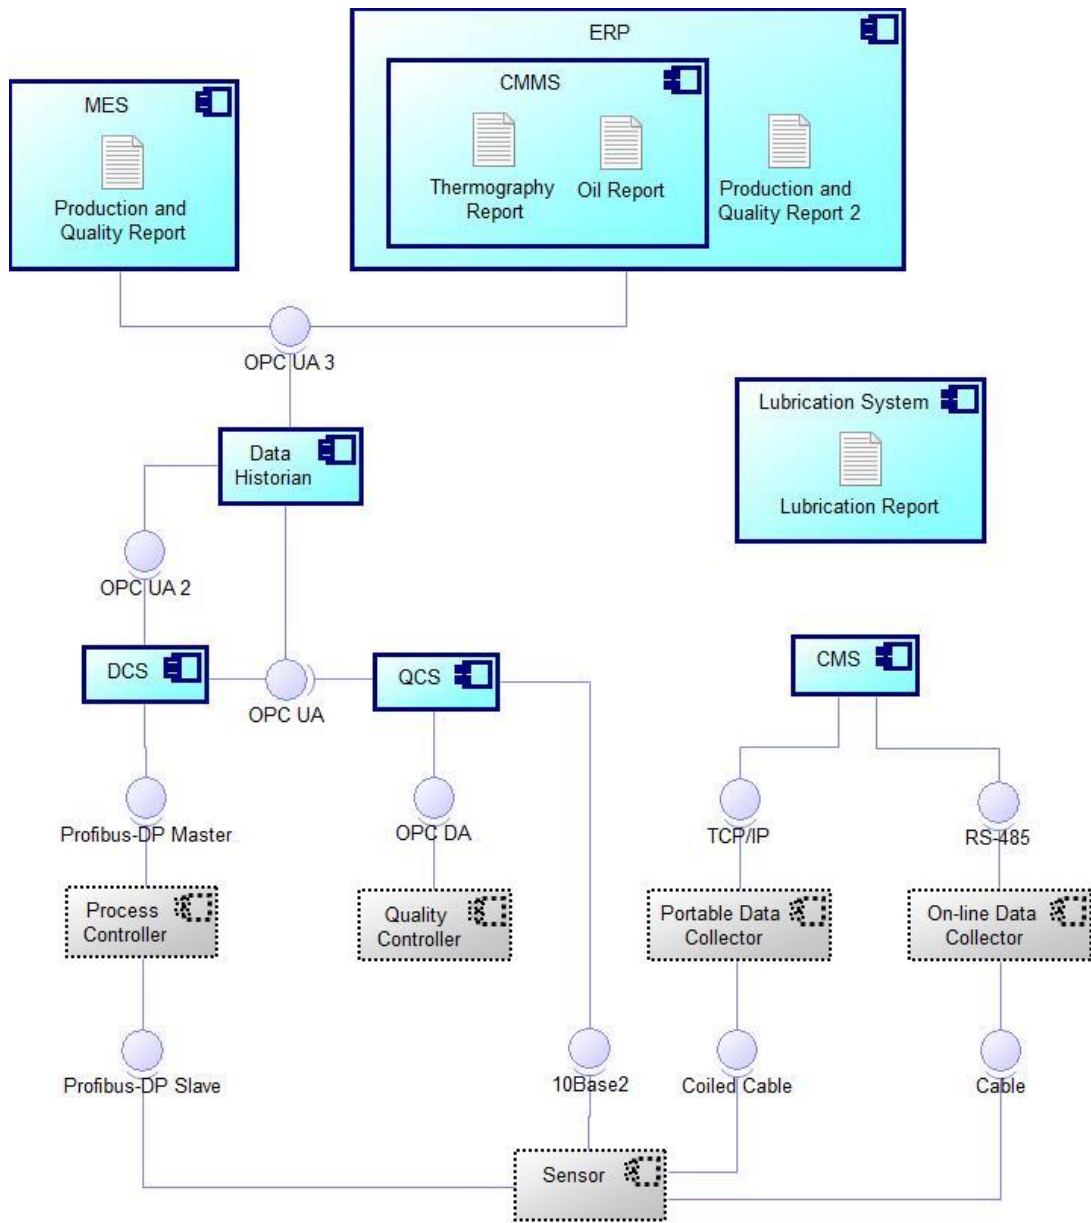 ERP
CMMS
MES
Thermography
Report
Oil Report
Production and
Quality Report 2
Production and
Quality Report
OPC UA 3
Lubrication System
Lubrication Report
Data
Historian
OPC UA 2
DCS
OPC UA
QCS
CMS
Profibus-DP Master
OPC DA
TCP/IP
RS-485
Process
Controller
Quality
Controller
Portable Data
Collector
On-line Data
Collector
Profibus-DP Slave
10Base2
Coiled Cable
Cable
Sensor